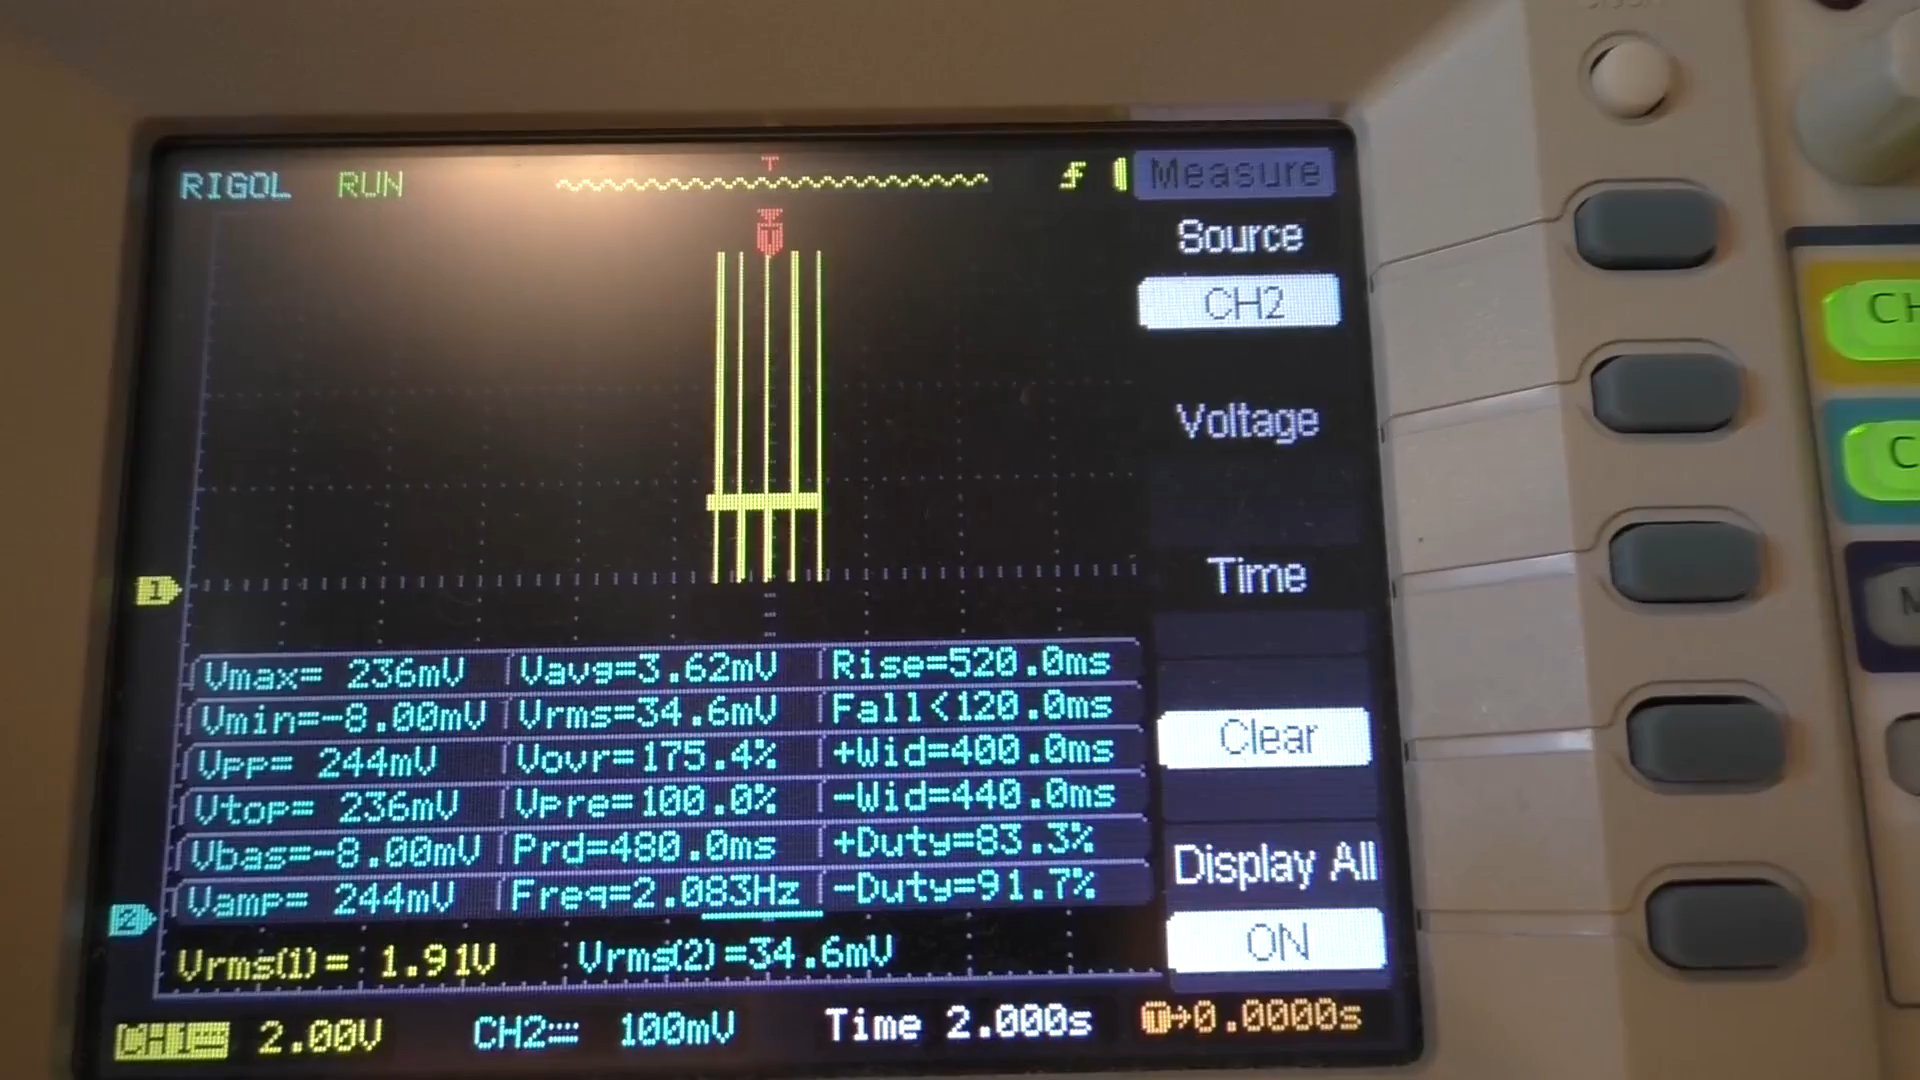 T
RIGOL RUN Measure
T
Source
CH2
Voltage
Time
1
Vmax= 236mV Vavg=3.62mV Rise=520.0ms
Vmin=-8.00mV Vrms=34.6mV Fall<120.0ms
Vpp= 244mV Vovr=175.4% +Wid=400.0ms
Clear
Vtop= 236mV Vpre=100.0% -Wid=440.0ms
Vbas=-8.00mV Prd=480.0ms +Duty=83.3%
Vamp= 244mV Freq=2.083Hz -Duty=91.7%
Display All
ON
2
Vrms(1)= 1.91V Vrms(2)=34.6mV
CH1 2.00V CH2 100mV Time 2.000s T→0.0000s